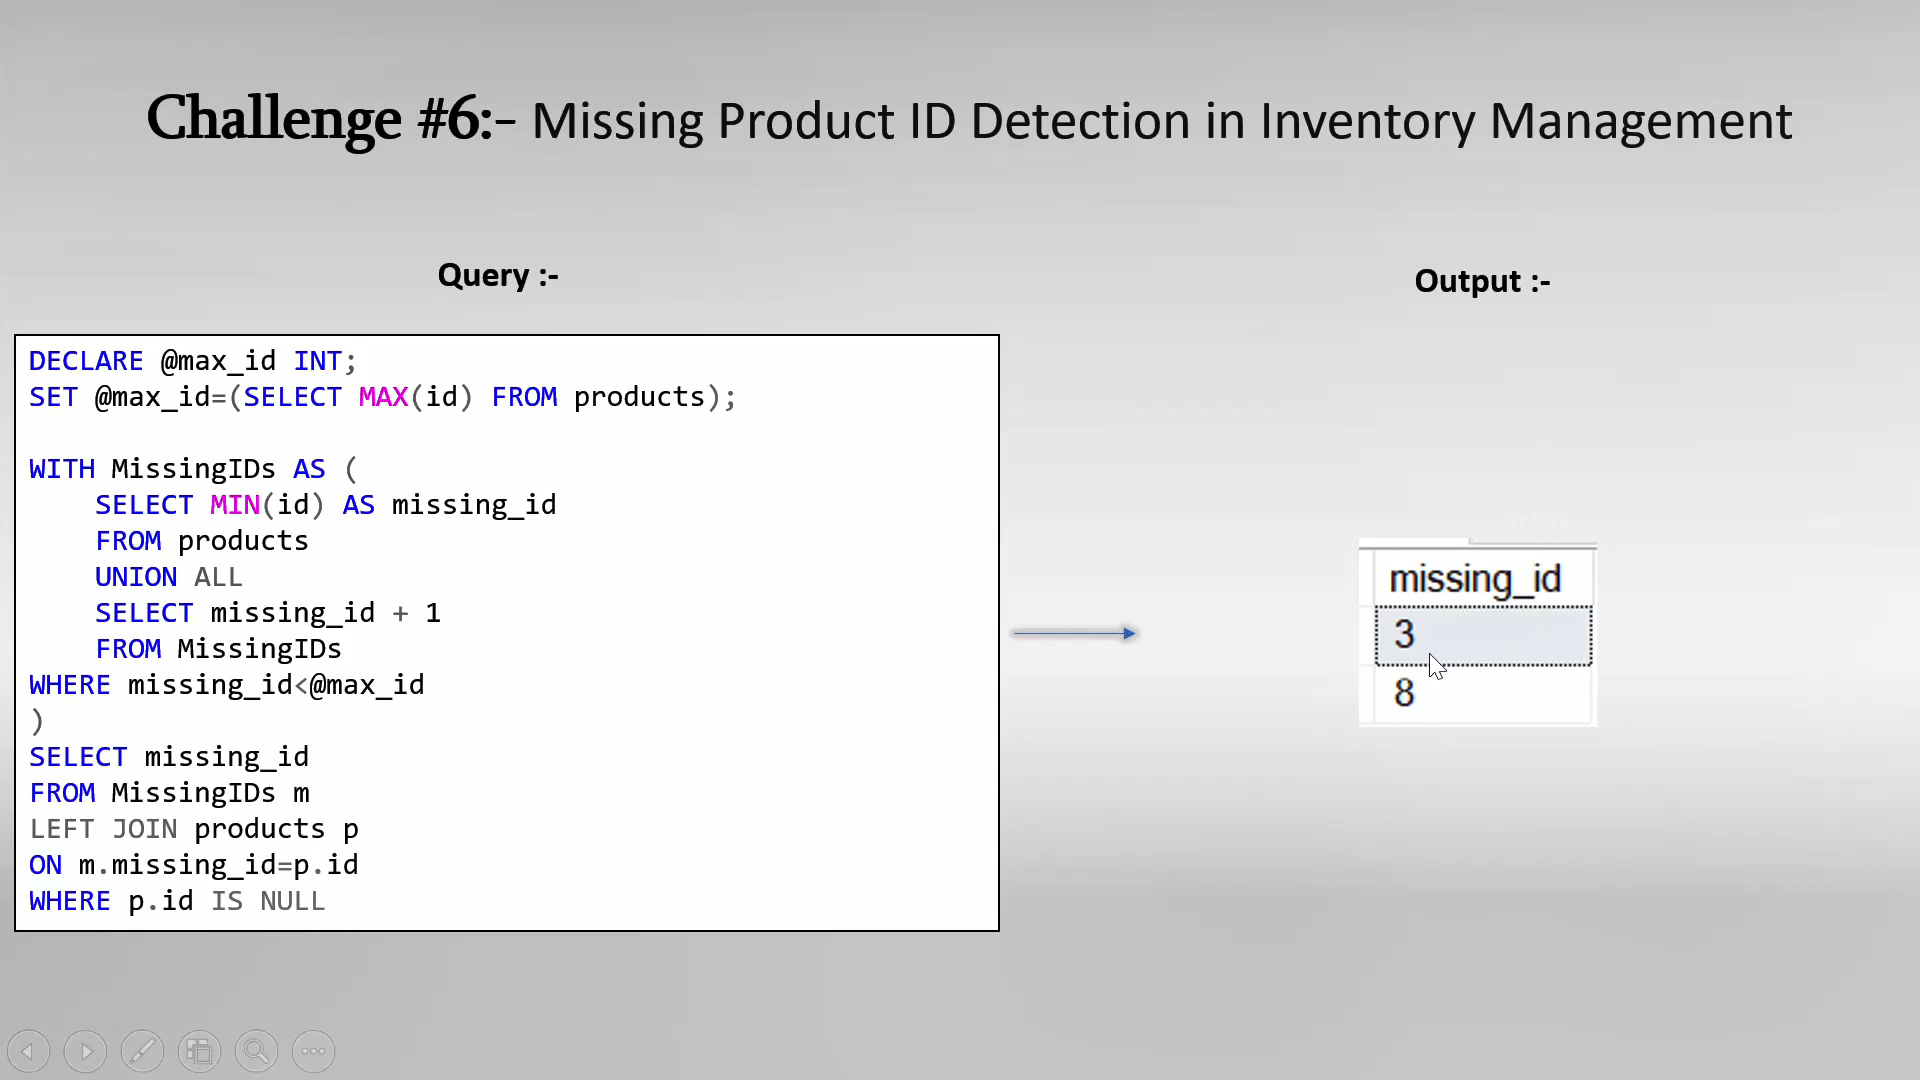 Challenge #6:- Missing Product ID Detection in Inventory Management
Query :-
DECLARE @max_id INT;
SET @max_id=(SELECT MAX(id) FROM products);
WITH MissingIDs AS (
SELECT MIN(id) AS missing_id
FROM products
UNION ALL
SELECT missing_id + 1
FROM MissingIDs
WHERE missing_id<@max_id
)
SELECT missing_id
FROM MissingIDs m
LEFT JOIN products p
ON m.missing_id=p.id
WHERE p.id IS NULL
Output :-
missing_id
3
8